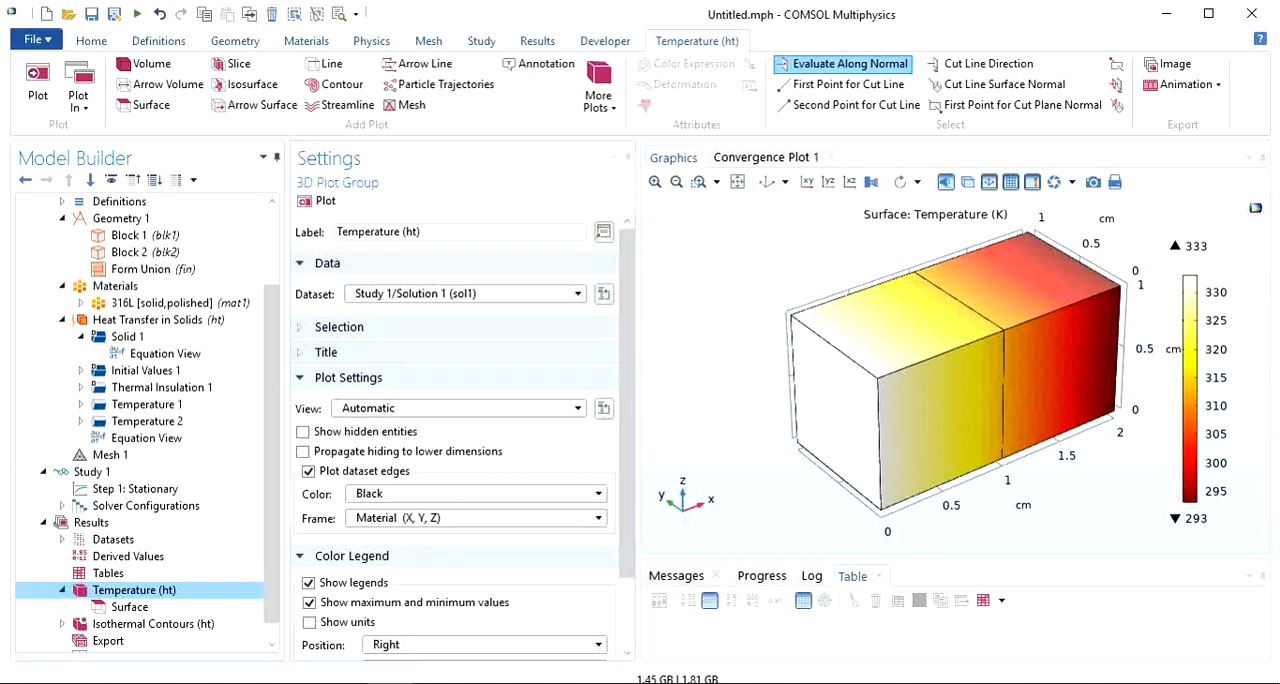 Untitled.mph - COMSOL Multiphysics
File Home Definitions Geometry Materials Physics Mesh Study Results Developer Temperature (ht)
Plot
Plot In
Plot
Volume Slice Line Arrow Line Annotation
Arrow Volume Isosurface Contour Particle Trajectories
Surface Arrow Surface Streamline Mesh
More Plots
Add Plot
Color Expression
Deformation
Attributes
Evaluate Along Normal Cut Line Direction
First Point for Cut Line Cut Line Surface Normal
Second Point for Cut Line First Point for Cut Plane Normal
Select
Image
Animation
Export
Model Builder
Definitions
Geometry 1
Block 1 (blk1)
Block 2 (blk2)
Form Union (fin)
Materials
316L [solid,polished] (mat1)
Heat Transfer in Solids (ht)
Solid 1
Equation View
Initial Values 1
Thermal Insulation 1
Temperature 1
Temperature 2
Equation View
Mesh 1
Study 1
Step 1: Stationary
Solver Configurations
Results
Datasets
8.85
e-12
Derived Values
Tables
Temperature (ht)
Surface
Isothermal Contours (ht)
Export
Settings
3D Plot Group
Plot
Label: Temperature (ht)
Data
Dataset: Study 1/Solution 1 (sol1)
Selection
Title
Plot Settings
View: Automatic
Show hidden entities
Propagate hiding to lower dimensions
Plot dataset edges
Color: Black
Frame: Material (X, Y, Z)
Color Legend
Show legends
Show maximum and minimum values
Show units
Position: Right
Graphics Convergence Plot 1
xy yz xz
Surface: Temperature (K)
1
cm
0.5
0
1
0.5
cm
0
2
1.5
1
cm
0.5
0
z
y
x
333
330
325
320
315
310
305
300
295
293
Messages Progress Log Table
1.45 GB | 1.81 GB